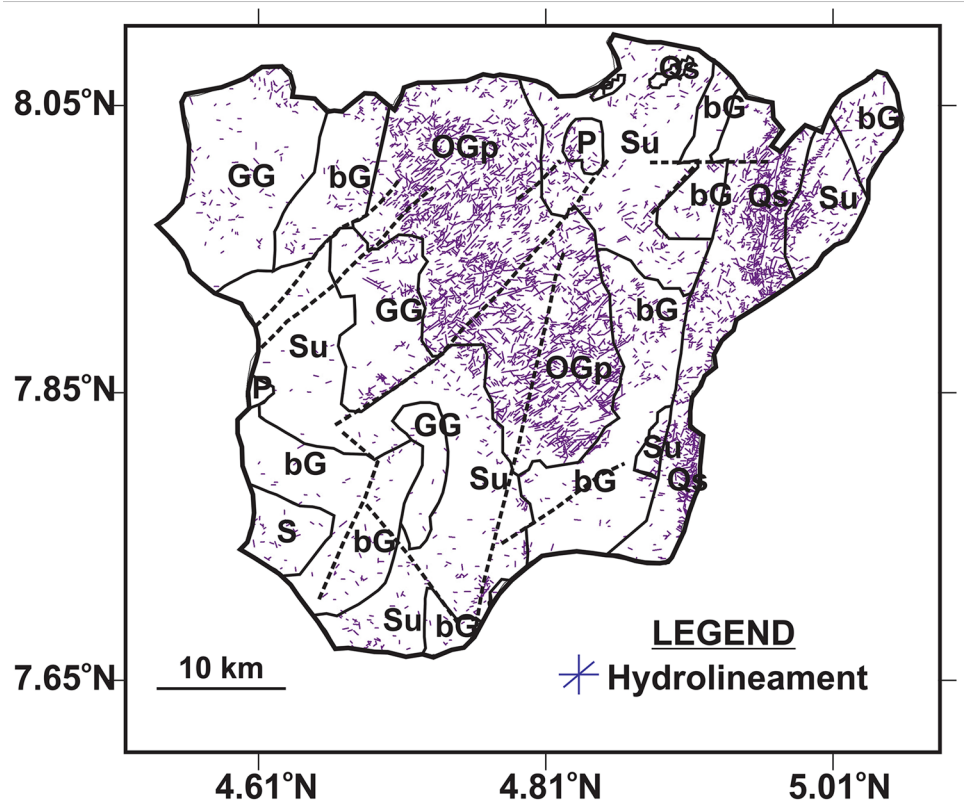 Qs
8.05°N
bG
bG
OGp
P
Su
GG
bG
bG
Qs
Su
GG
bG
Su
OGp
7.85°N
P
GG
Su
bG
Su
bG
Qs
S
bG
Su
bG
LEGEND
10 km
7.65°N
Hydrolineament
4.61°N
4.81°N
5.01°N